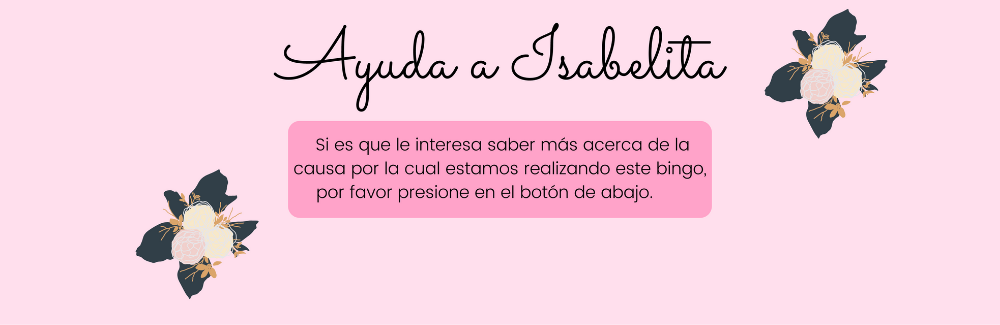 Ayuda a Isabelita
Si es que le interesa saber más acerca de la
causa por la cual estamos realizando este bingo,
por favor presione en el botón de abajo.